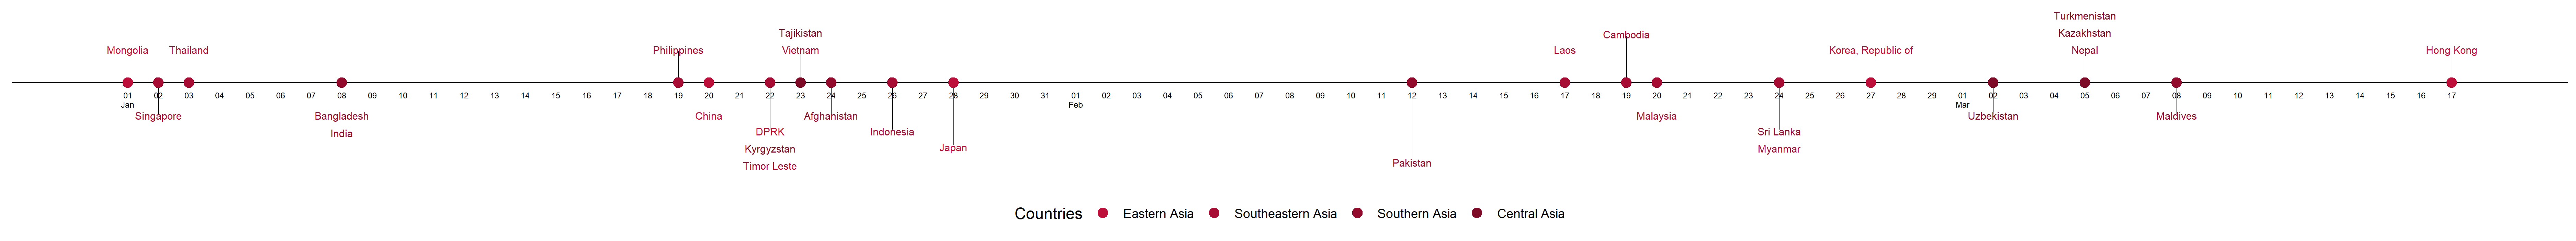 Turkmenistan
Tajikistan Cambodia Kazakhstan
Mongolia Thailand Philippines Vietnam Laos Korea, Republic of Nepal Hong Kong
01 02 03 04 05 06 07 08 09 10 11 12 13 14 15 16 17 18 19 20 21 22 23 24 25 26 27 28 29 30 31 01 02 03 04 05 06 07 08 09 10 11 12 13 14 15 16 17 18 19 20 21 22 23 24 25 26 27 28 29 01 02 03 04 05 06 07 08 09 10 11 12 13 14 15 16 17
Jan Feb Mar
Singapore Bangladesh China Afghanistan Malaysia Uzbekistan Maldives
India DPRK Indonesia Sri Lanka
Kyrgyzstan Japan Myanmar
Timor Leste Pakistan
Countries Eastern Asia Southeastern Asia Southern Asia Central Asia